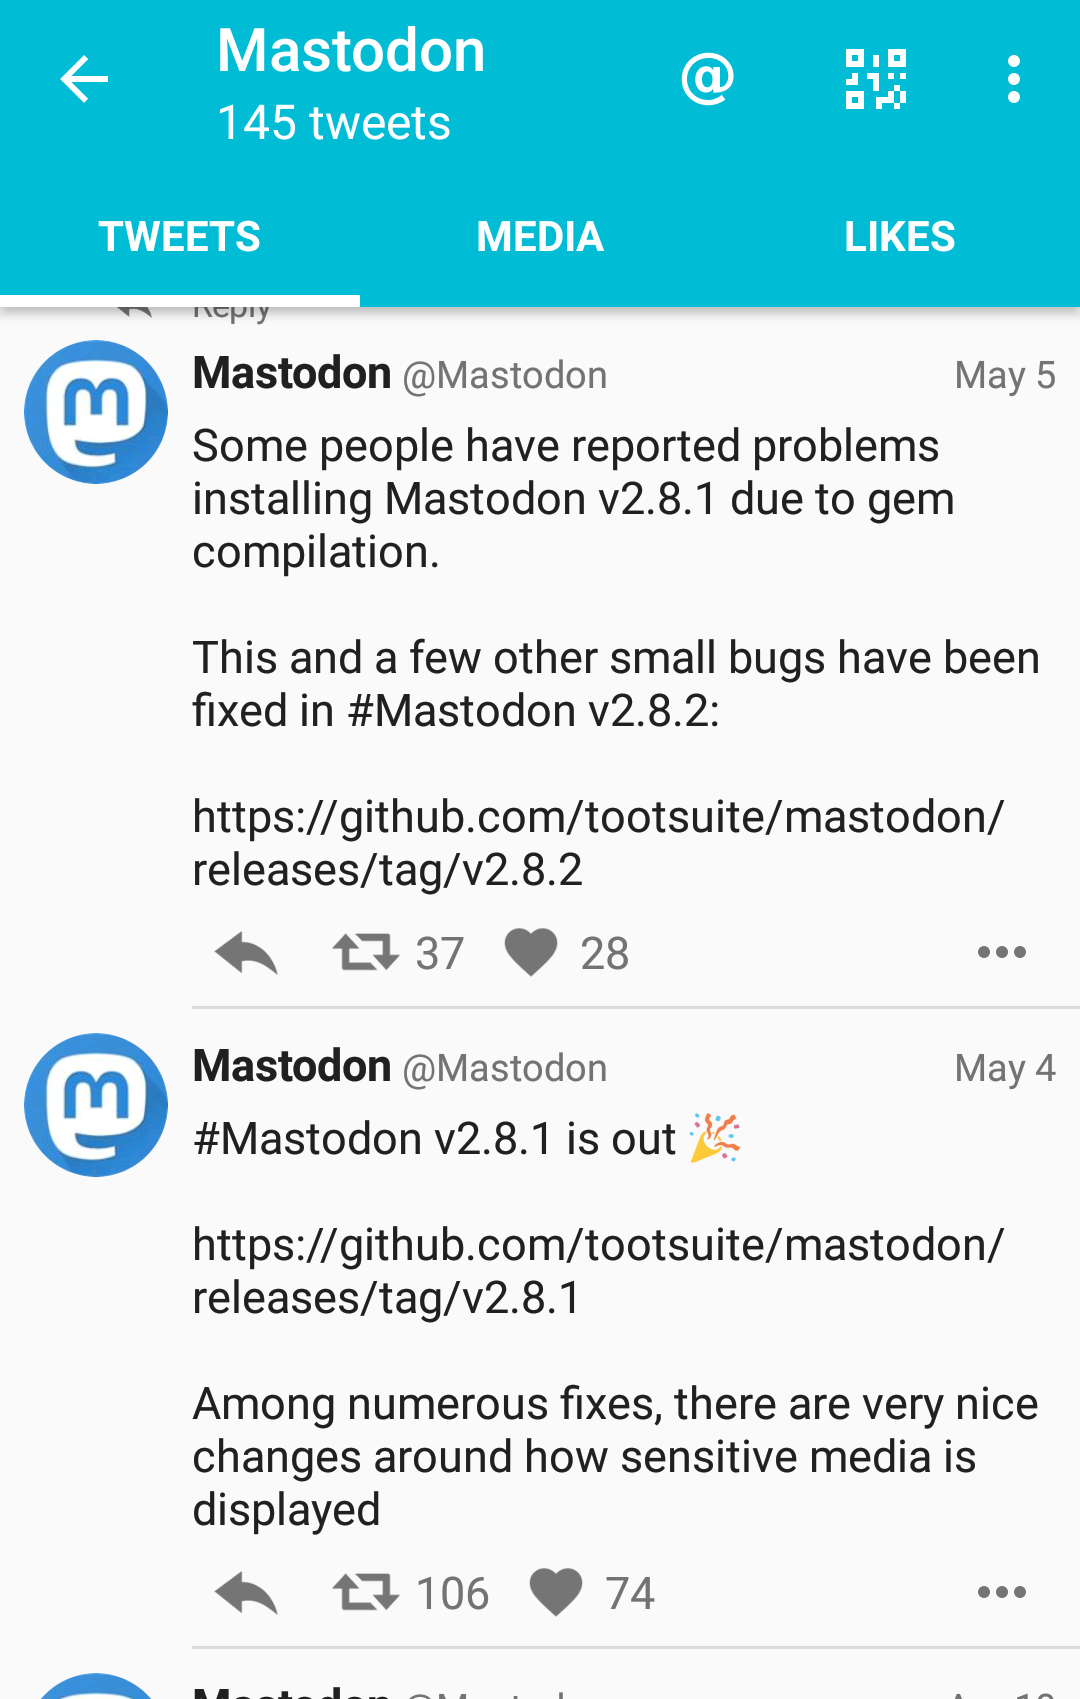 Mastodon
145 tweets
TWEETS
MEDIA
LIKES
Reply
Mastodon @Mastodon May 5
Some people have reported problems
installing Mastodon v2.8.1 due to gem
compilation.
This and a few other small bugs have been
fixed in #Mastodon v2.8.2:
https://github.com/tootsuite/mastodon/
releases/tag/v2.8.2
37 28
Mastodon @Mastodon May 4
#Mastodon v2.8.1 is out 🎉
https://github.com/tootsuite/mastodon/
releases/tag/v2.8.1
Among numerous fixes, there are very nice
changes around how sensitive media is
displayed
106 74
Mastodon @Mastodon